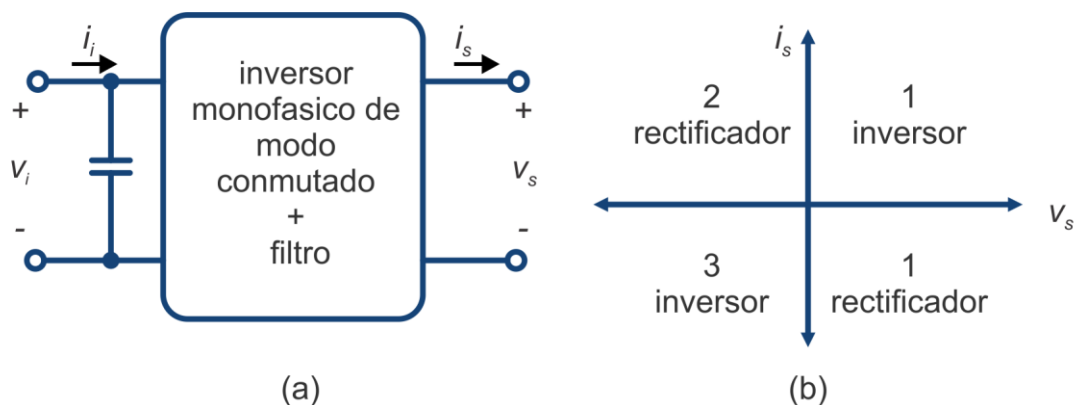 i_i
+
v_i
-
inversor
monofasico de
modo
conmutado
+
filtro
i_s
+
v_s
-
(a)
i_s
2
rectificador
1
inversor
v_s
3
inversor
1
rectificador
(b)